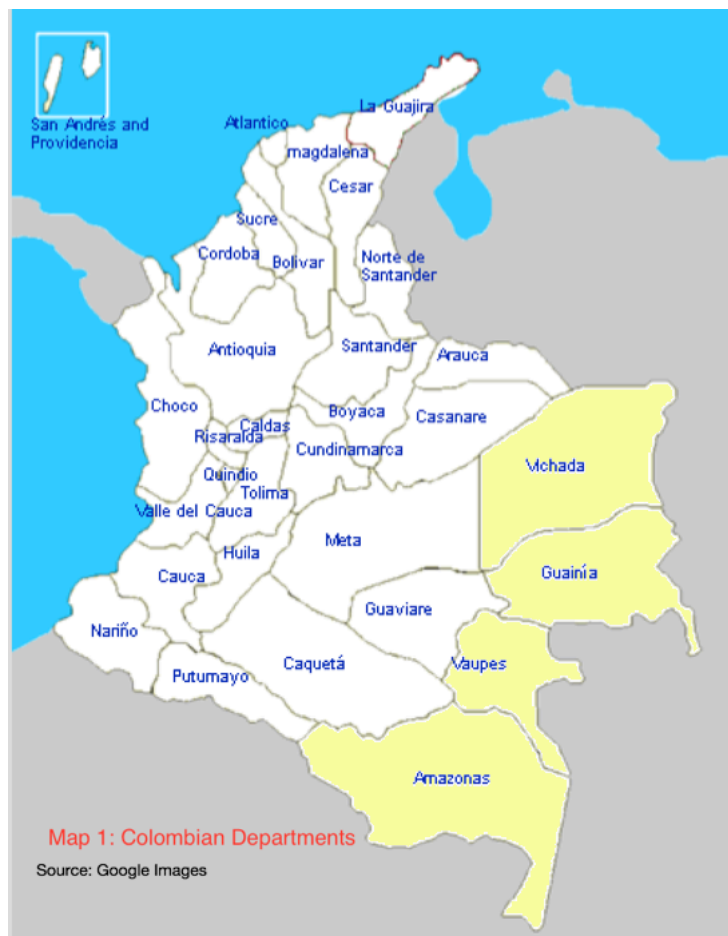 La Guajira
San Andrés and
Providencia
Atlantico
magdalena
Cesar
Sucre
Cordoba
Bolivar
Norte de
Santander
Antioquia
Santander
Arauca
Choco
Boyaca
Casanare
Caldas
Risaralda
Cundinamarca
Vichada
Quindio
Tolima
Valle del Cauca
Meta
Huila
Guainía
Cauca
Guaviare
Nariño
Caquetá
Vaupes
Putumayo
Amazonas
Map 1: Colombian Departments
Source: Google Images